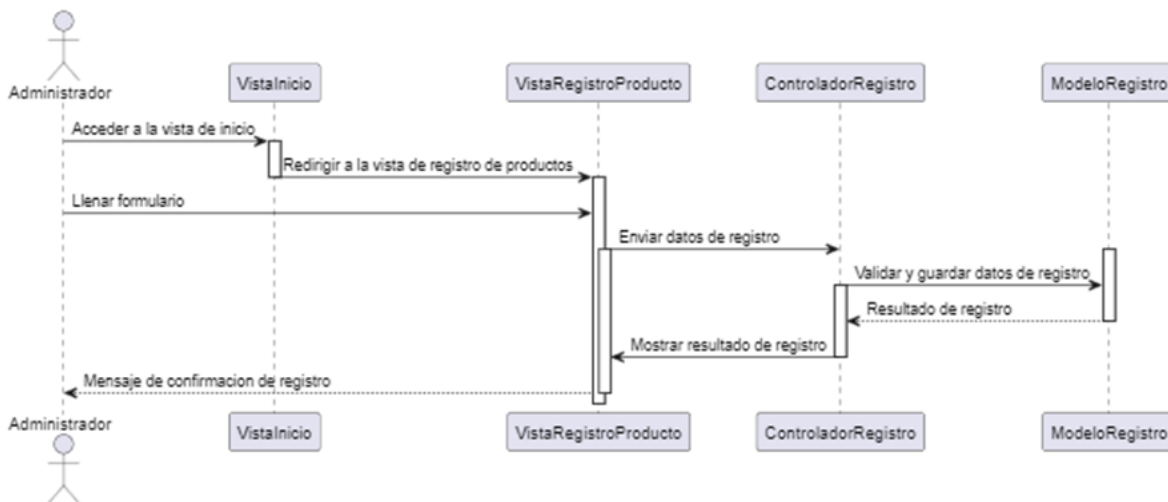 Administrador
VistaInicio
VistaRegistroProducto
ControladorRegistro
ModeloRegistro
Acceder a la vista de inicio
Redirigir a la vista de registro de productos
Llenar formulario
Enviar datos de registro
Validar y guardar datos de registro
Resultado de registro
Mostrar resultado de registro
Mensaje de confirmacion de registro
Administrador
VistaInicio
VistaRegistroProducto
ControladorRegistro
ModeloRegistro